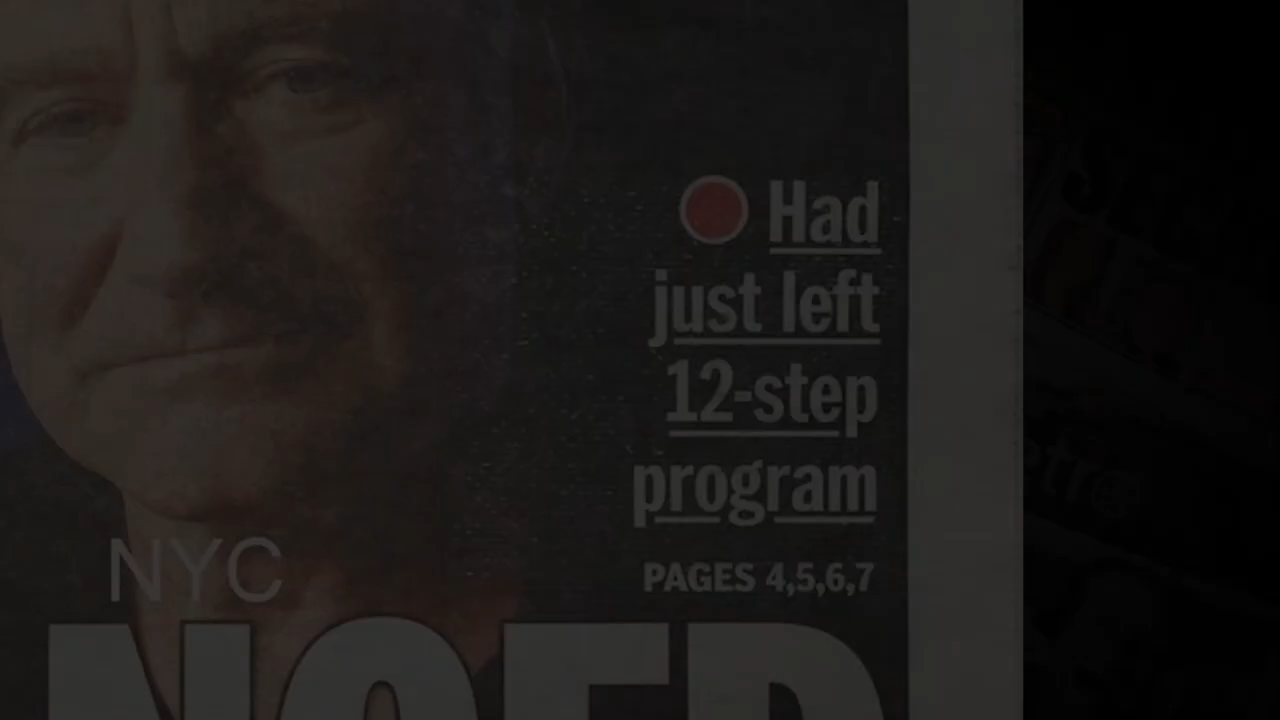 Had
just left
12-step
program
PAGES 4,5,6,7
NYC